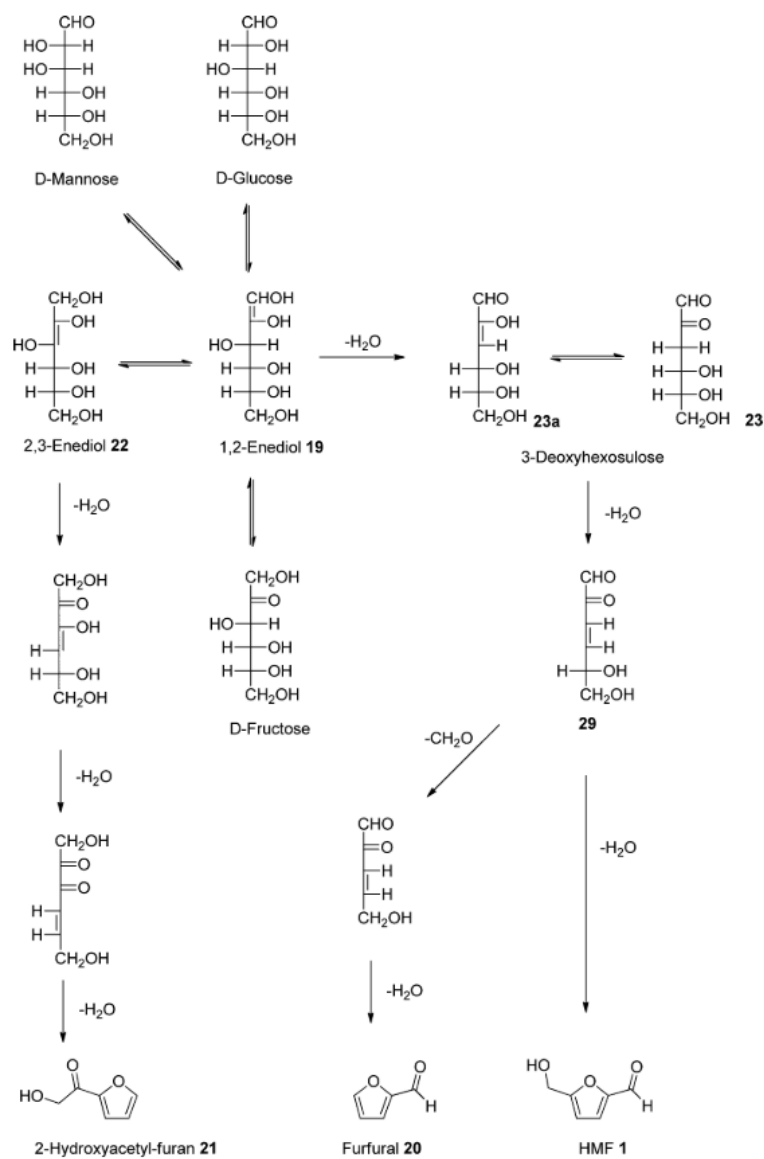 CHO
HO H
HO H
H OH
H OH
CH₂OH
D-Mannose
CHO
H OH
HO H
H OH
H OH
CH₂OH
D-Glucose
CH₂OH
OH
HO
H OH
H OH
CH₂OH
2,3-Enediol 22
CHOH
OH
HO H
H OH
H OH
CH₂OH
1,2-Enediol 19
-H₂O
CHO
OH
H
H OH
H OH
CH₂OH
23a
CHO
O
H H
H OH
H OH
CH₂OH
23
3-Deoxyhexosulose
-H₂O
-H₂O
CH₂OH
O
OH
H
H OH
CH₂OH
CH₂OH
O
HO H
H OH
H OH
CH₂OH
D-Fructose
CHO
O
H
H
H OH
CH₂OH
29
-H₂O
-CH₂O
-H₂O
CH₂OH
O
O
H
H
CH₂OH
CHO
O
H
H
CH₂OH
-H₂O
-H₂O
O
HO
O
2-Hydroxyacetyl-furan 21
O
O
H
Furfural 20
HO
O
O
H
HMF 1